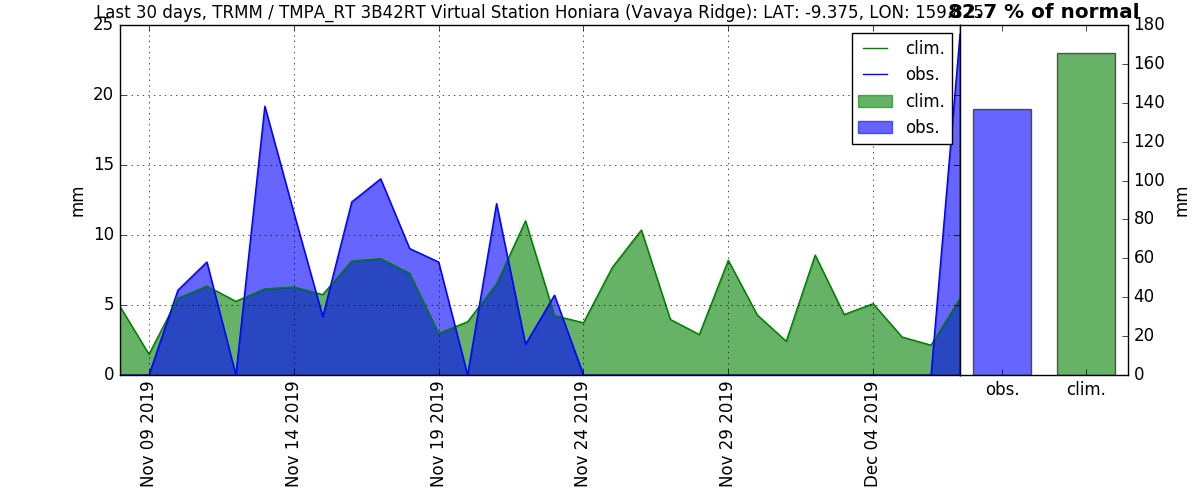 Last 30 days, TRMM / TMPA_RT 3B42RT Virtual Station Honiara (Vavaya Ridge): LAT: -9.375, LON:
82.7 % of normal
25
20
15
10
5
0
mm
clim.
obs.
clim.
obs.
180
160
140
120
100
80
60
40
20
0
mm
obs.
clim.
Nov 09 2019
Nov 14 2019
Nov 19 2019
Nov 24 2019
Nov 29 2019
Dec 04 2019